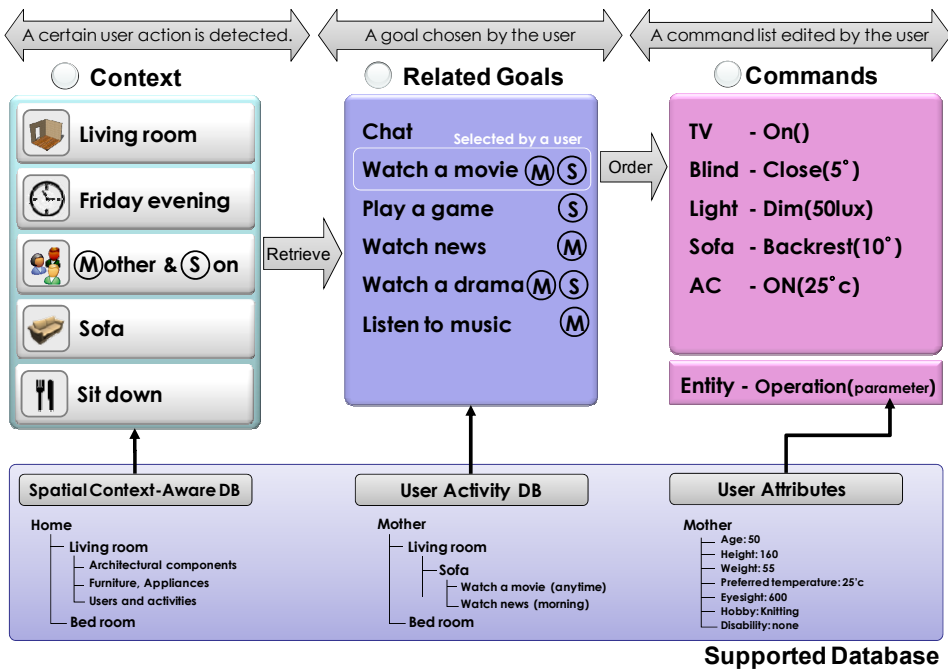 A certain user action is detected.
A goal chosen by the user
A command list edited by the user
Context
Related Goals
Commands
Living room
Friday evening
Mother & Son
Sofa
Sit down
Retrieve
Chat
Selected by a user
Watch a movie M S
Play a game S
Watch news M
Watch a drama M S
Listen to music M
Order
TV - On()
Blind - Close(5°)
Light - Dim(50lux)
Sofa - Backrest(10°)
AC - ON(25°c)
Entity - Operation(parameter)
Spatial Context-Aware DB
Home
Living room
Architectural components
Furniture, Appliances
Users and activities
Bed room
User Activity DB
Mother
Living room
Sofa
Watch a movie (anytime)
Watch news (morning)
Bed room
User Attributes
Mother
Age: 50
Height: 160
Weight: 55
Preferred temperature: 25'c
Eyesight: 600
Hobby: Knitting
Disability: none
Supported Database